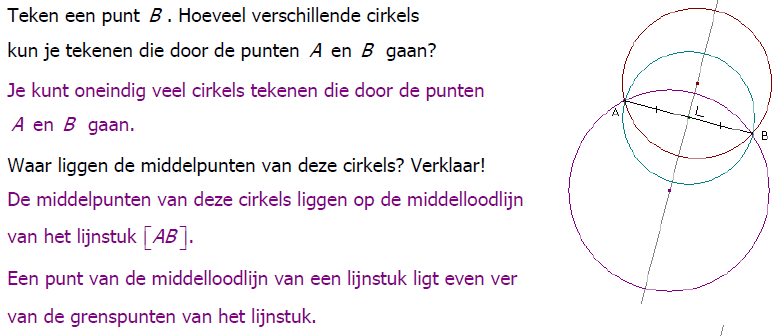 Teken een punt B. Hoeveel verschillende cirkels
kun je tekenen die door de punten A en B gaan?
Je kunt oneindig veel cirkels tekenen die door de punten
A en B gaan.
Waar liggen de middelpunten van deze cirkels? Verklaar!
De middelpunten van deze cirkels liggen op de middelloodlijn
van het lijnstuk [AB].
Een punt van de middelloodlijn van een lijnstuk ligt even ver
van de grenspunten van het lijnstuk.
A
B